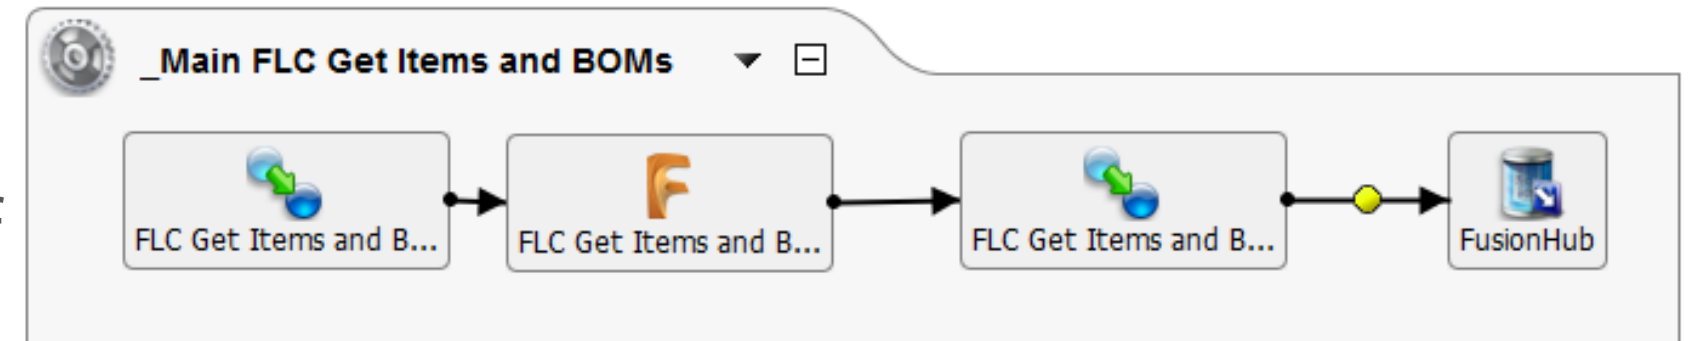 _Main FLC Get Items and BOMs
FLC Get Items and B...
FLC Get Items and B...
FLC Get Items and B...
FusionHub